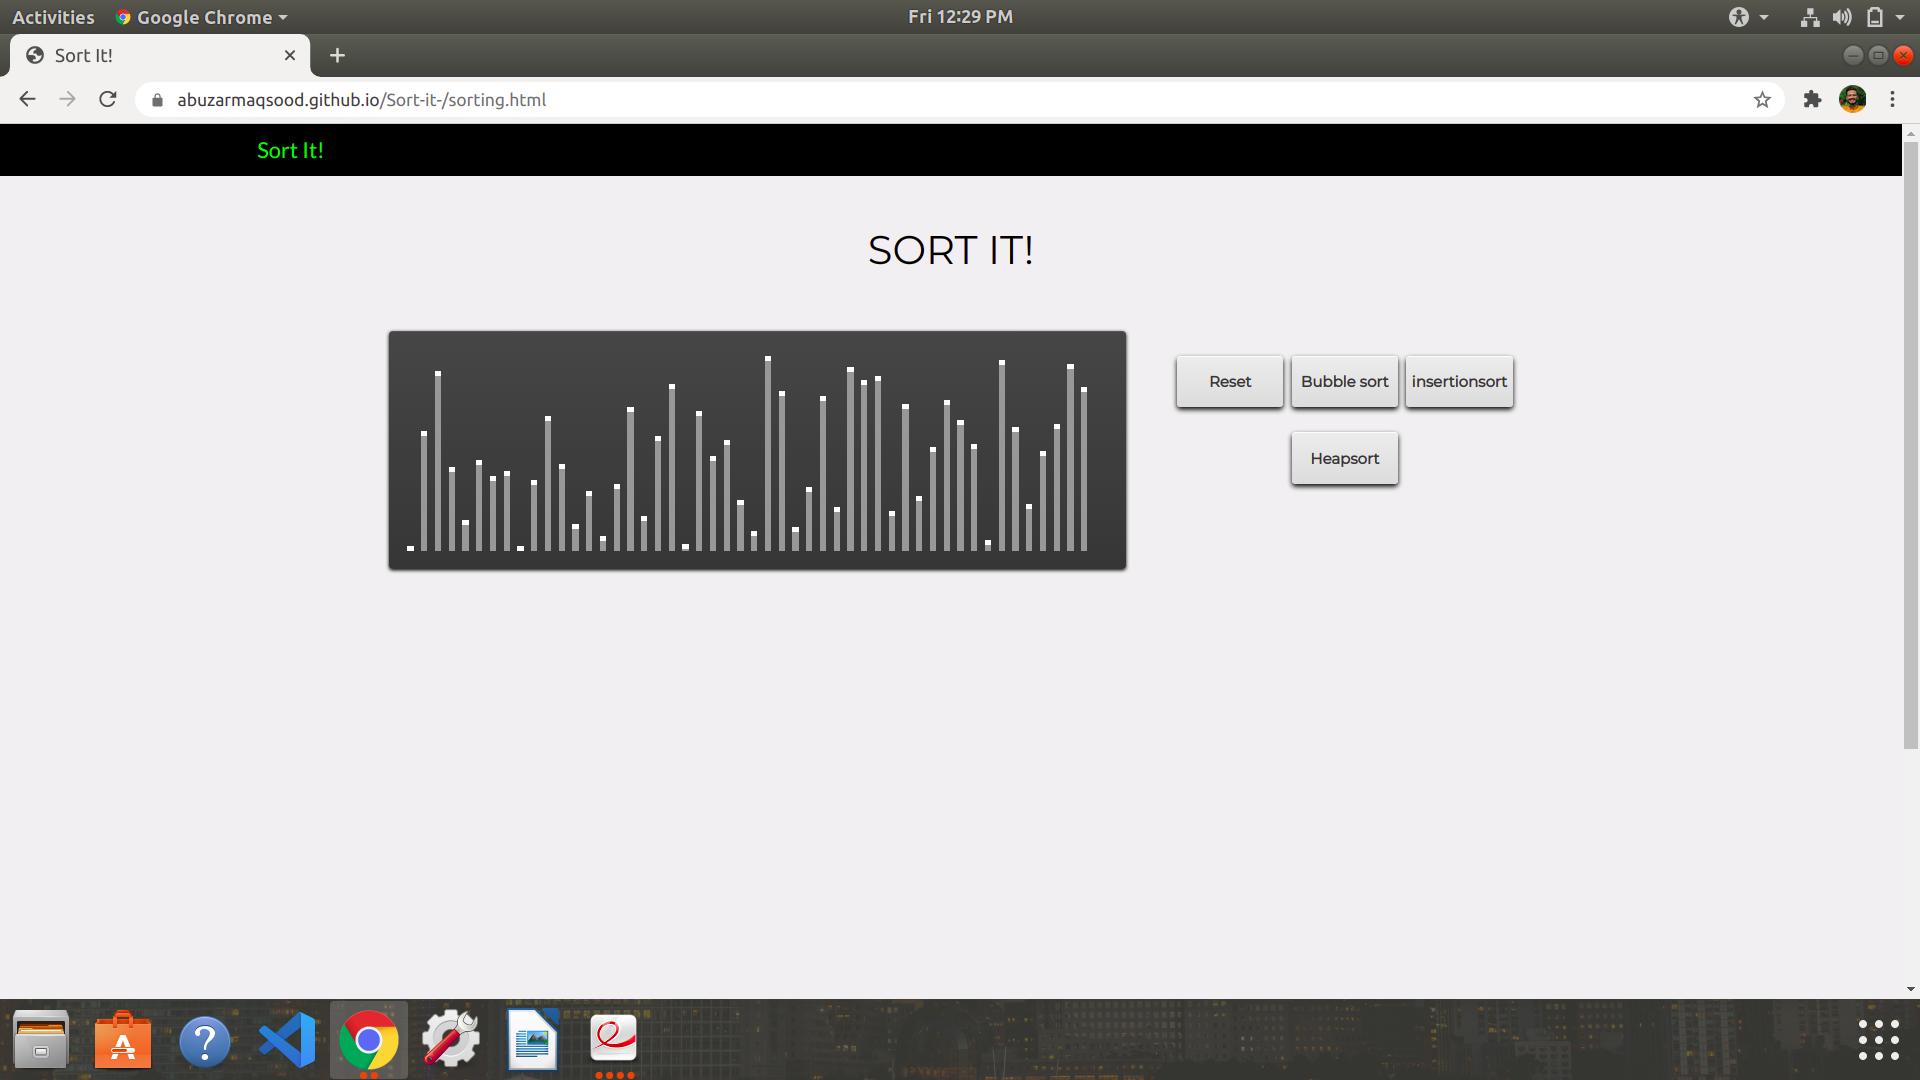 Activities Google Chrome Fri 12:29 PM
Sort It!
abuzarmaqsood.github.io/Sort-it-/sorting.html
Sort It!
SORT IT!
Reset Bubble sort insertionsort
Heapsort